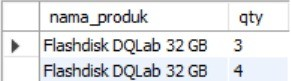 nama_produk qty
Flashdisk DQLab 32 GB 3
Flashdisk DQLab 32 GB 4